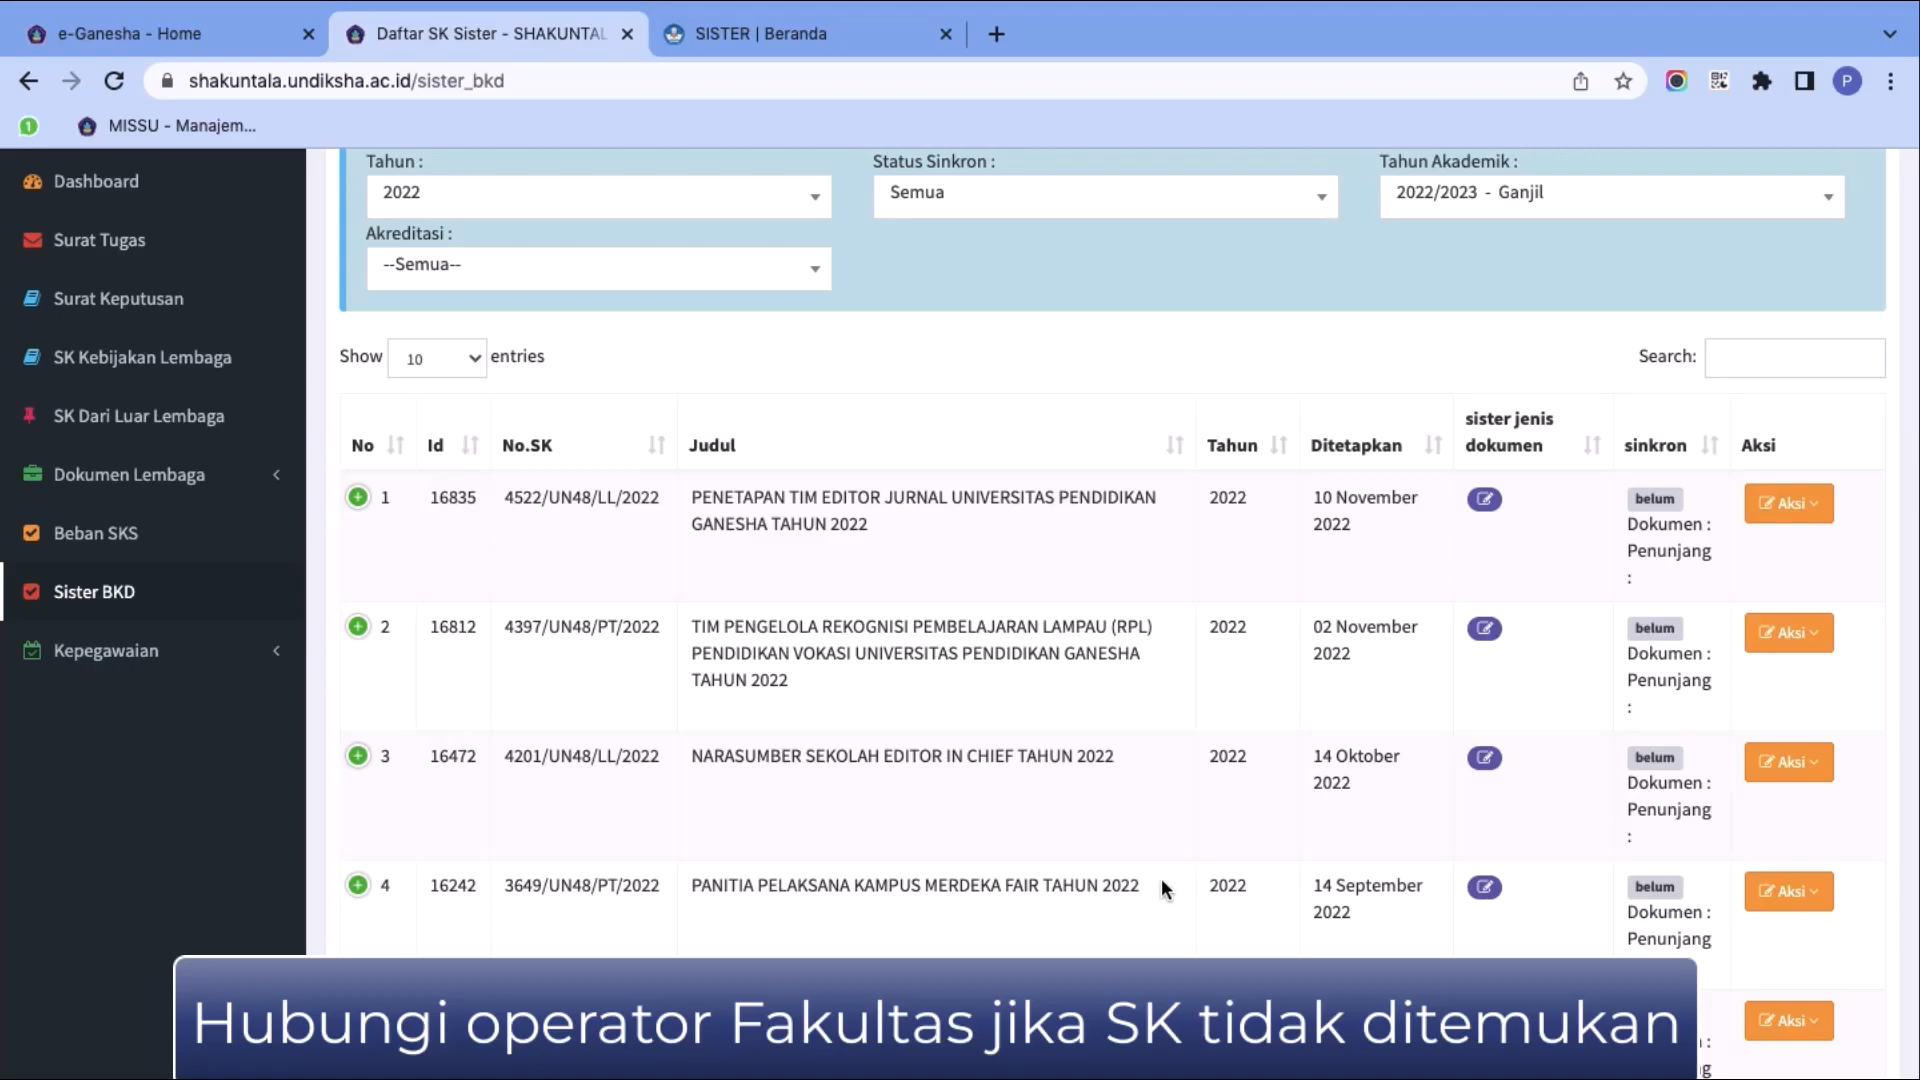 e-Ganesha - Home
Daftar SK Sister - SHAKUNTAL
SISTER | Beranda
shakuntala.undiksha.ac.id/sister_bkd
P
1
MISSU - Manajem...
Dashboard
Surat Tugas
Surat Keputusan
SK Kebijakan Lembaga
SK Dari Luar Lembaga
Dokumen Lembaga
Beban SKS
Sister BKD
Kepegawaian
Tahun :
Status Sinkron :
Tahun Akademik :
2022
Semua
2022/2023 - Ganjil
Akreditasi :
--Semua--
Show 10 entries
Search:
No
Id
No.SK
Judul
Tahun
Ditetapkan
sister jenis
dokumen
sinkron
Aksi
1
16835
4522/UN48/LL/2022
PENETAPAN TIM EDITOR JURNAL UNIVERSITAS PENDIDIKAN
GANESHA TAHUN 2022
2022
10 November
2022
belum
Dokumen :
Penunjang
:
Aksi
2
16812
4397/UN48/PT/2022
TIM PENGELOLA REKOGNISI PEMBELAJARAN LAMPAU (RPL)
PENDIDIKAN VOKASI UNIVERSITAS PENDIDIKAN GANESHA
TAHUN 2022
2022
02 November
2022
belum
Dokumen :
Penunjang
:
Aksi
3
16472
4201/UN48/LL/2022
NARASUMBER SEKOLAH EDITOR IN CHIEF TAHUN 2022
2022
14 Oktober
2022
belum
Dokumen :
Penunjang
:
Aksi
4
16242
3649/UN48/PT/2022
PANITIA PELAKSANA KAMPUS MERDEKA FAIR TAHUN 2022
2022
14 September
2022
belum
Dokumen :
Penunjang
Aksi
Aksi
Hubungi operator Fakultas jika SK tidak ditemukan